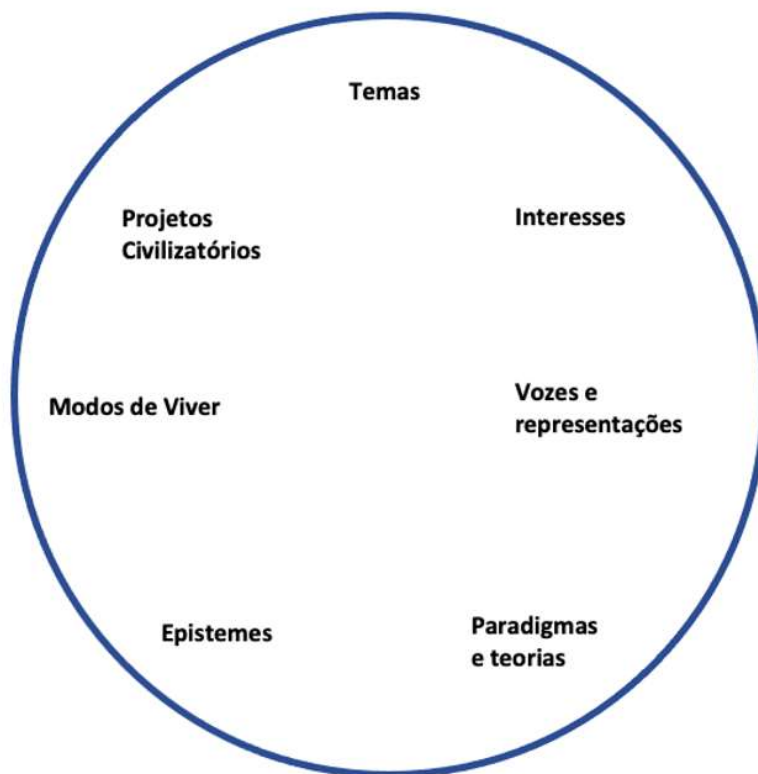 Temas
Projetos
Civilizatórios
Interesses
Modos de Viver
Vozes e
representações
Epistemes
Paradigmas
e teorias